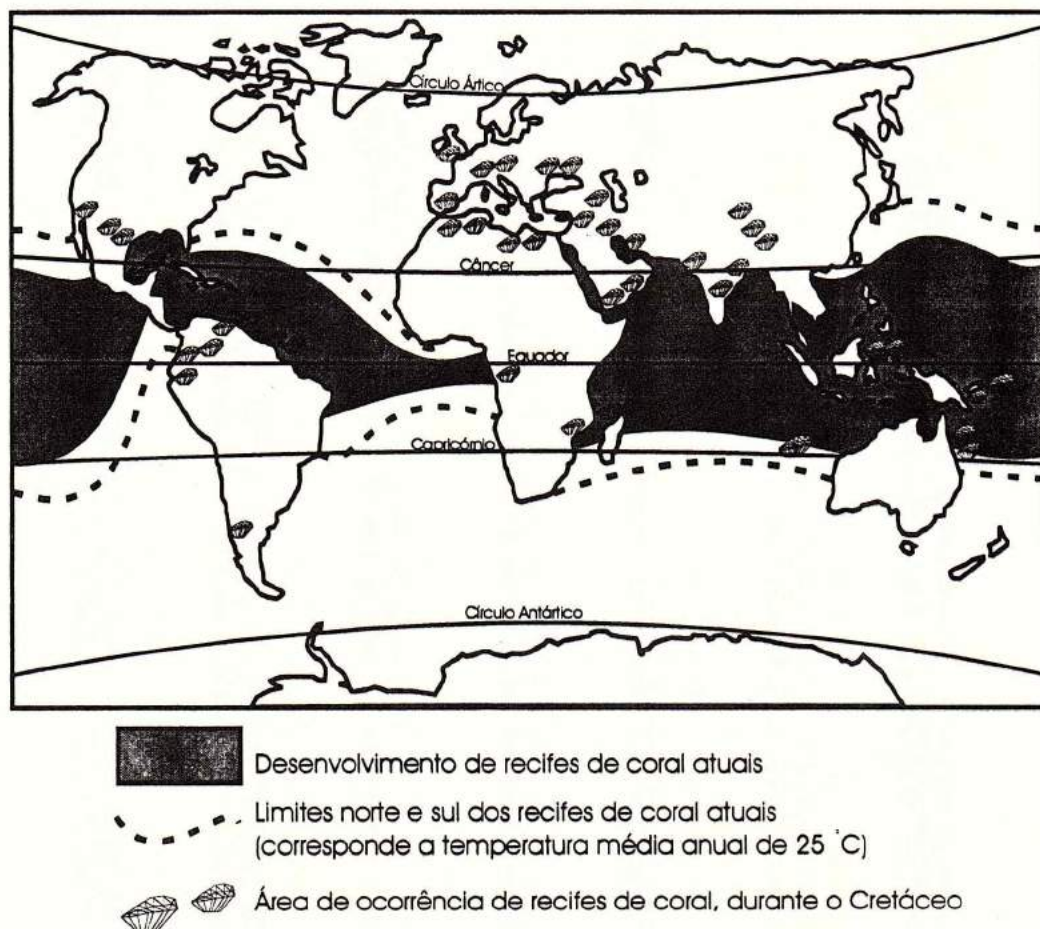 Círculo Ártico
Câncer
Equador
Capricórnio
Círculo Antártico
Desenvolvimento de recifes de coral atuais
Limites norte e sul dos recifes de coral atuais
(corresponde a temperatura média anual de 25 °C)
Área de ocorrência de recifes de coral, durante o Cretáceo